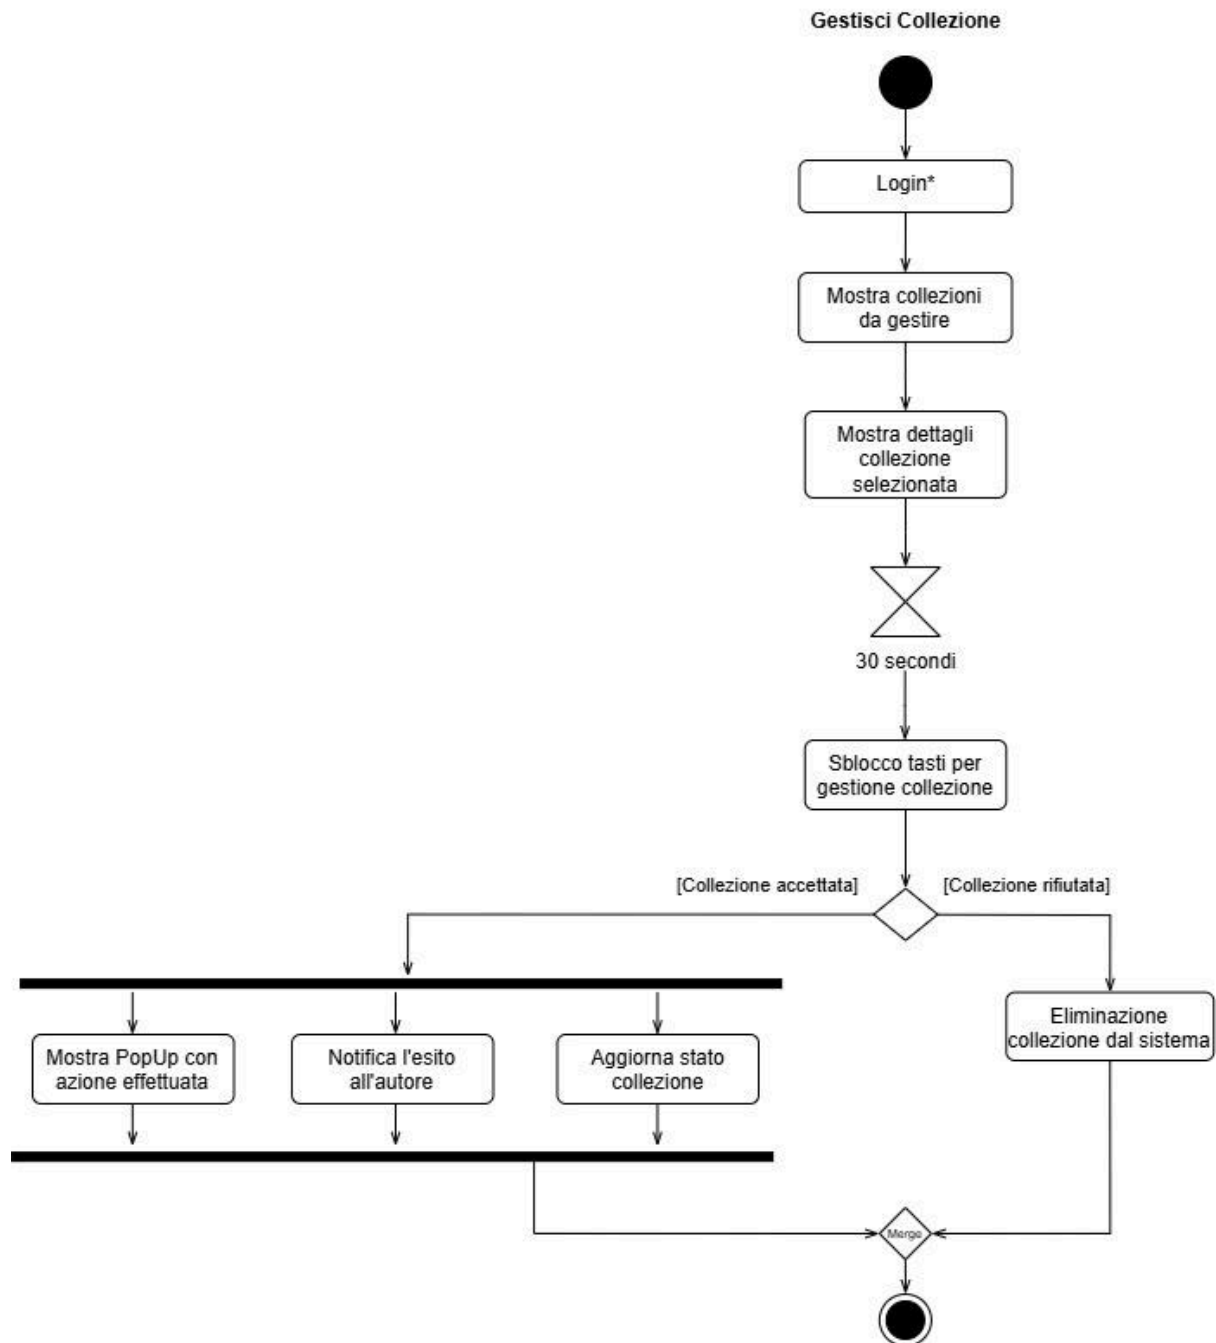 Gestisci Collezione
Login*
Mostra collezioni
da gestire
Mostra dettagli
collezione
selezionata
30 secondi
Sblocco tasti per
gestione collezione
[Collezione accettata]
[Collezione rifiutata]
Mostra PopUp con
azione effettuata
Notifica l'esito
all'autore
Aggiorna stato
collezione
Eliminazione
collezione dal sistema
Merge